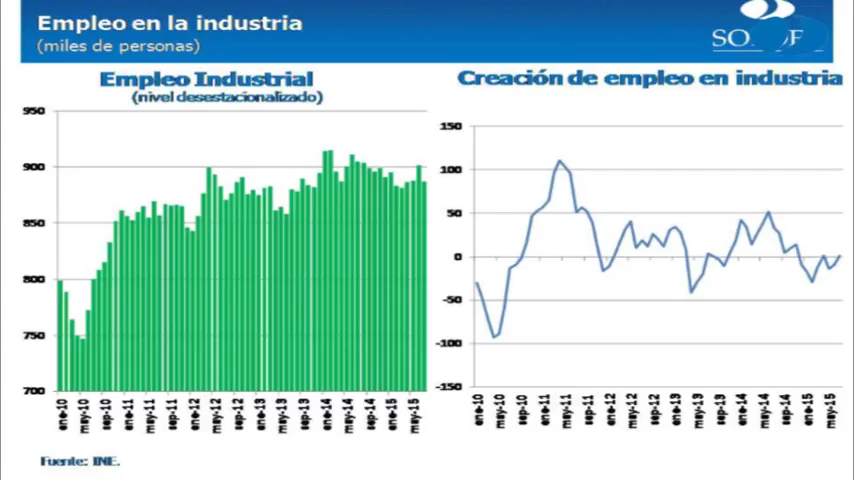 Empleo en la industria
(miles de personas)
Empleo Industrial
(nivel desestacionalizado)
950
900
850
800
750
700
ene-10
may-10
sep-10
ene-11
may-11
sep-11
ene-12
may-12
sep-12
ene-13
may-13
sep-13
ene-14
may-14
sep-14
ene-15
may-15
Creación de empleo en industria
150
100
50
0
-50
-100
-150
ene-10
may-10
sep-10
ene-11
may-11
sep-11
ene-12
may-12
sep-12
ene-13
may-13
sep-13
ene-14
may-14
sep-14
ene-15
may-15
Fuente: INE.